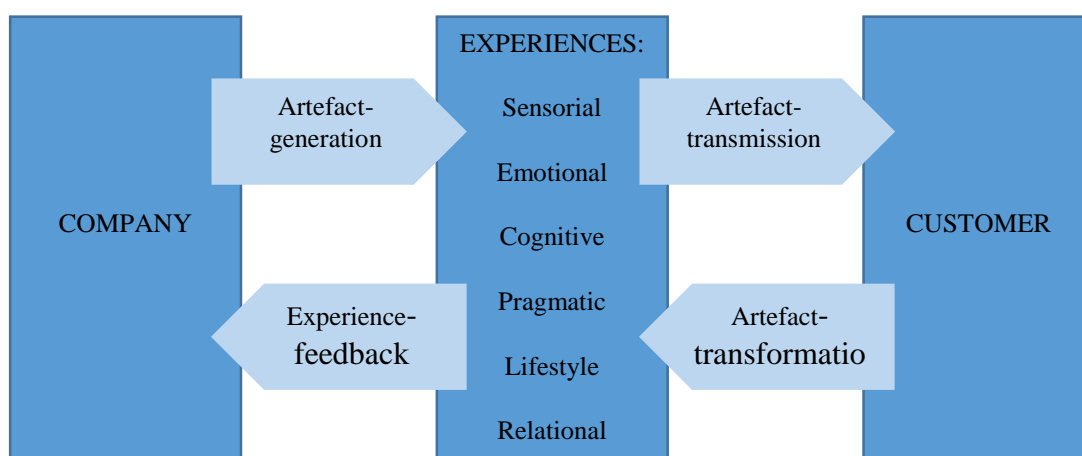 COMPANY
Artefact-
generation
Experience-
feedback
EXPERIENCES:
Sensorial
Emotional
Cognitive
Pragmatic
Lifestyle
Relational
Artefact-
transmission
Artefact-
transformatio
CUSTOMER